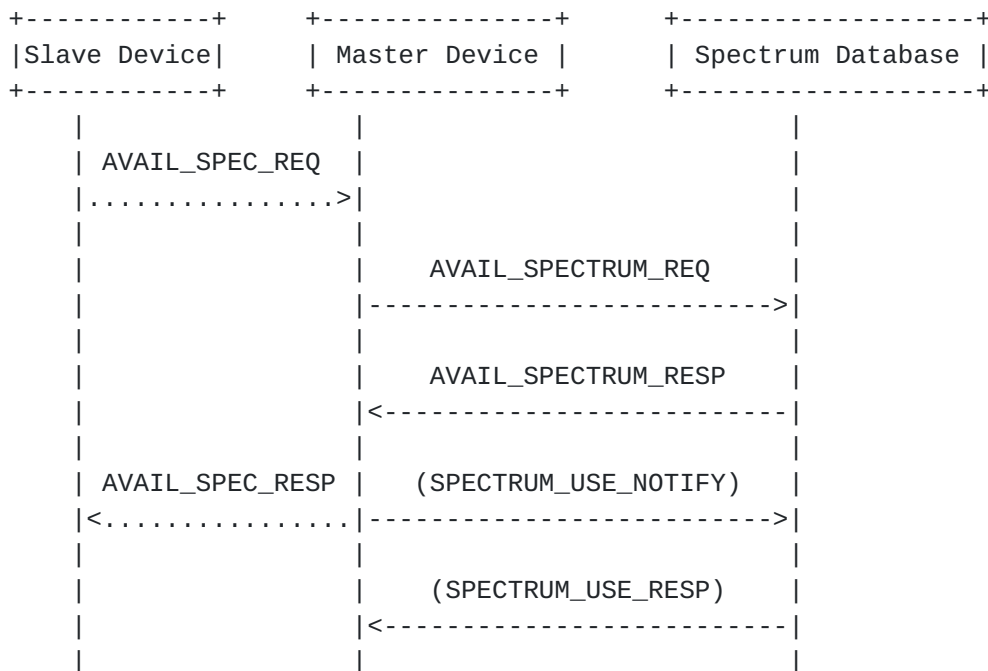 Slave Device Master Device Spectrum Database
AVAIL_SPEC_REQ
AVAIL_SPECTRUM_REQ
AVAIL_SPECTRUM_RESP
AVAIL_SPEC_RESP (SPECTRUM_USE_NOTIFY)
(SPECTRUM_USE_RESP)